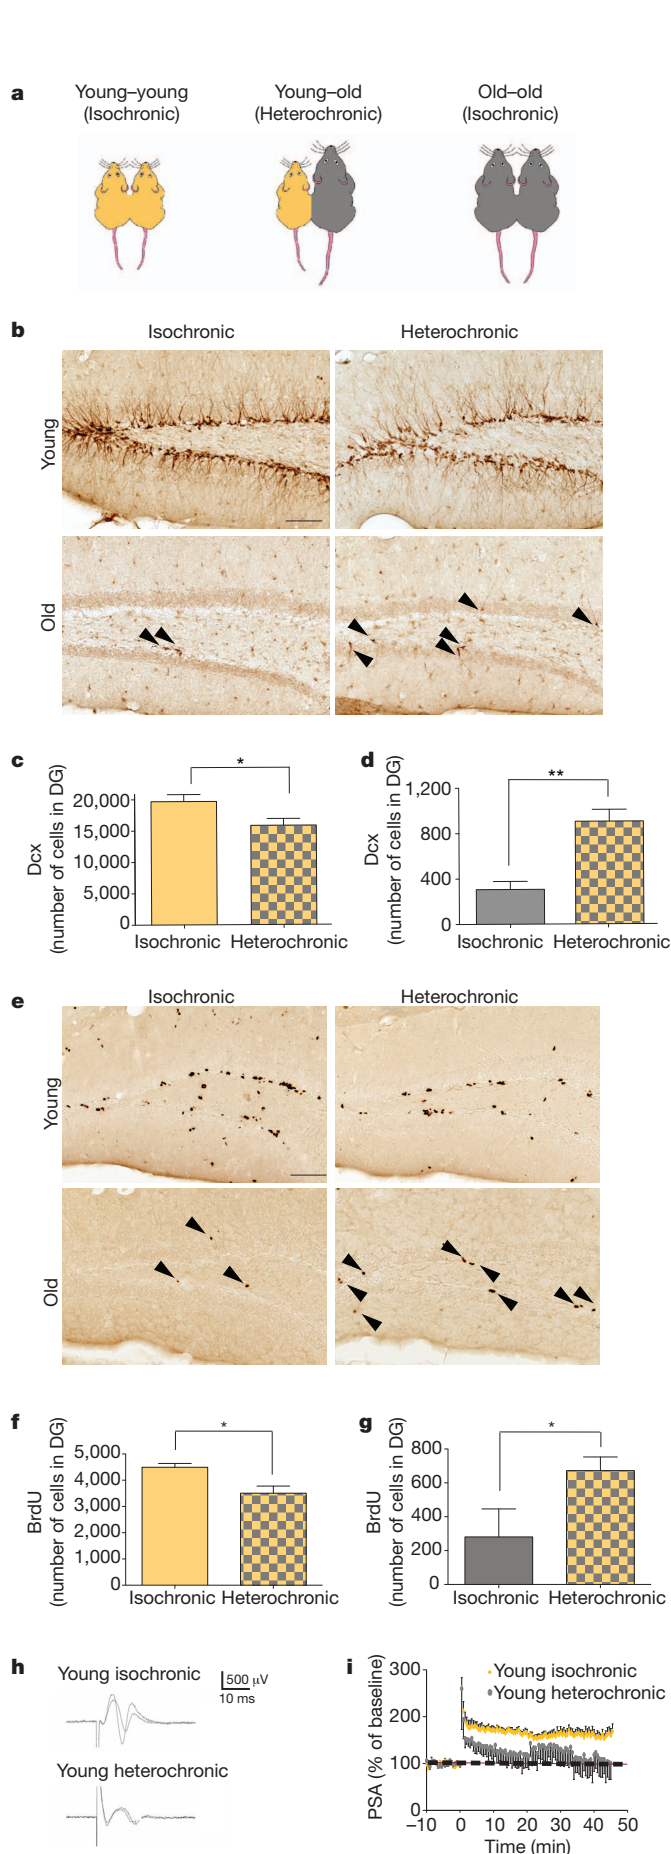 a
Young–young
(Isochronic)
Young–old
(Heterochronic)
Old–old
(Isochronic)
b
Isochronic
Heterochronic
Young
Old
c
Dcx
(number of cells in DG)
20,000
15,000
10,000
5,000
0
*
Isochronic
Heterochronic
d
Dcx
(number of cells in DG)
1,200
800
400
0
**
Isochronic
Heterochronic
e
Isochronic
Heterochronic
Young
Old
f
BrdU
(number of cells in DG)
5,000
4,000
3,000
2,000
1,000
0
*
Isochronic
Heterochronic
g
BrdU
(number of cells in DG)
800
600
400
200
0
*
Isochronic
Heterochronic
h
Young isochronic
500 µV
10 ms
Young heterochronic
i
PSA (% of baseline)
300
200
100
0
Young isochronic
Young heterochronic
–10 0 10 20 30 40 50
Time (min)